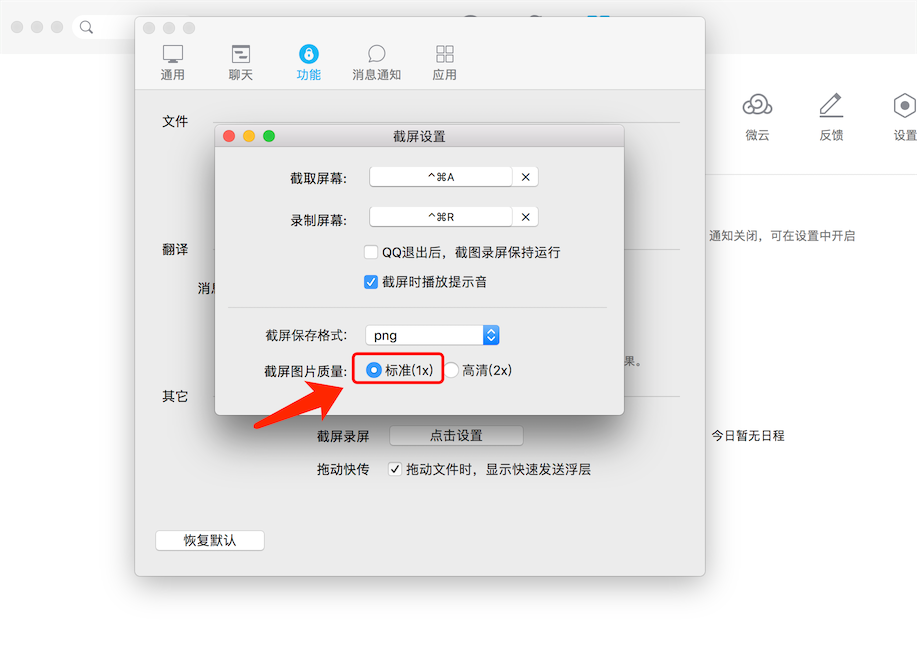 通用 聊天 功能 消息通知 应用
微云 反馈 设置
文件
截屏设置
截取屏幕: ^⌘A ×
录制屏幕: ^⌘R ×
QQ退出后，截图录屏保持运行
截屏时播放提示音
通知关闭，可在设置中开启
翻译
消息
截屏保存格式: png
果。
截屏图片质量: 标准(1x) 高清(2x)
其它
截屏录屏 点击设置
今日暂无日程
拖动快传 拖动文件时，显示快速发送浮层
恢复默认